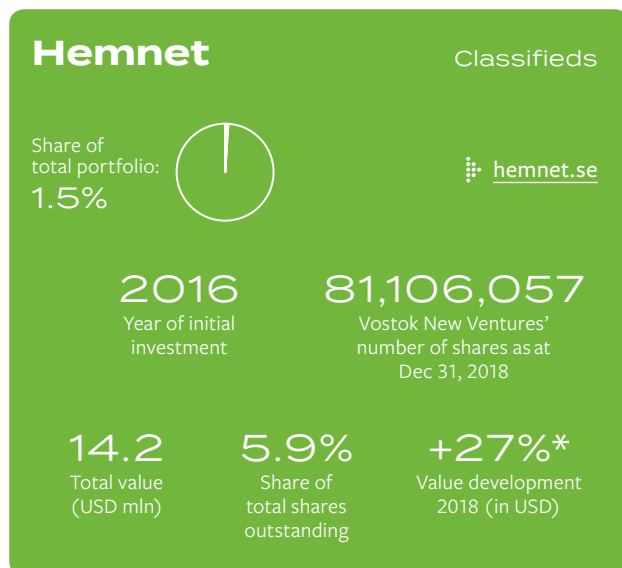 Hemnet
Classifieds
Share of
total portfolio:
1.5%
hemnet.se
2016
Year of initial
investment
81,106,057
Vostok New Ventures’
number of shares as at
Dec 31, 2018
14.2
Total value
(USD mln)
5.9%
Share of
total shares
outstanding
+27%*
Value development
2018 (in USD)